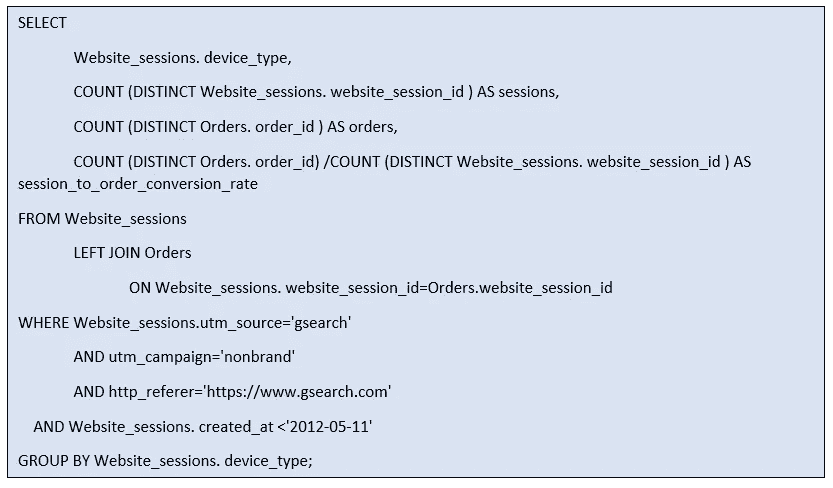 SELECT
Website_sessions. device_type,
COUNT (DISTINCT Website_sessions. website_session_id ) AS sessions,
COUNT (DISTINCT Orders. order_id ) AS orders,
COUNT (DISTINCT Orders. order_id) /COUNT (DISTINCT Website_sessions. website_session_id ) AS
session_to_order_conversion_rate
FROM Website_sessions
LEFT JOIN Orders
ON Website_sessions. website_session_id=Orders.website_session_id
WHERE Website_sessions.utm_source='gsearch'
AND utm_campaign='nonbrand'
AND http_referer='https://www.gsearch.com'
AND Website_sessions. created_at <'2012-05-11'
GROUP BY Website_sessions. device_type;